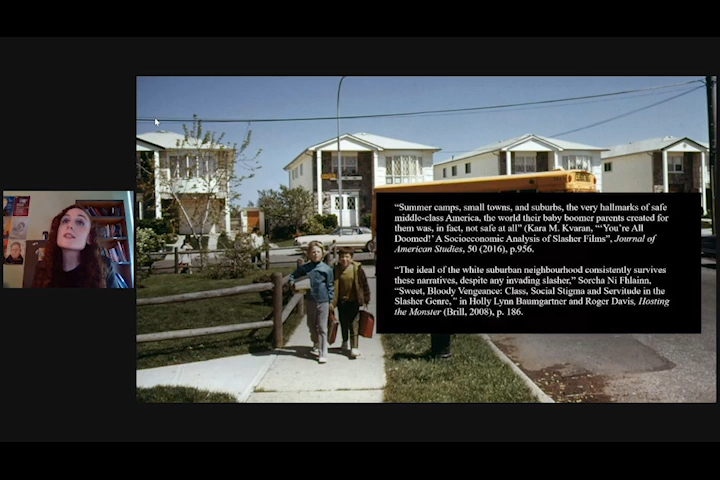 “Summer camps, small towns, and suburbs, the very hallmarks of safe
middle-class America, the world their baby boomer parents created for
them was, in fact, not safe at all” (Kara M. Kvaran, “‘You’re All
Doomed!’ A Socioeconomic Analysis of Slasher Films”, Journal of
American Studies, 50 (2016), p.956.
“The ideal of the white suburban neighbourhood consistently survives
these narratives, despite any invading slasher,” Sorcha Ni Fhlainn,
“Sweet, Bloody Vengeance: Class, Social Stigma and Servitude in the
Slasher Genre,” in Holly Lynn Baumgartner and Roger Davis, Hosting
the Monster (Brill, 2008), p. 186.